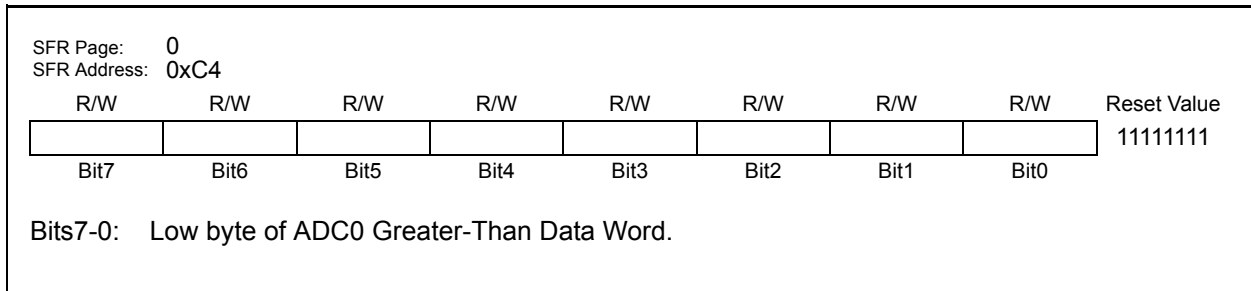 SFR Page: 0
SFR Address: 0xC4
R/W R/W R/W R/W R/W R/W R/W R/W Reset Value
11111111
Bit7 Bit6 Bit5 Bit4 Bit3 Bit2 Bit1 Bit0
Bits7-0: Low byte of ADC0 Greater-Than Data Word.